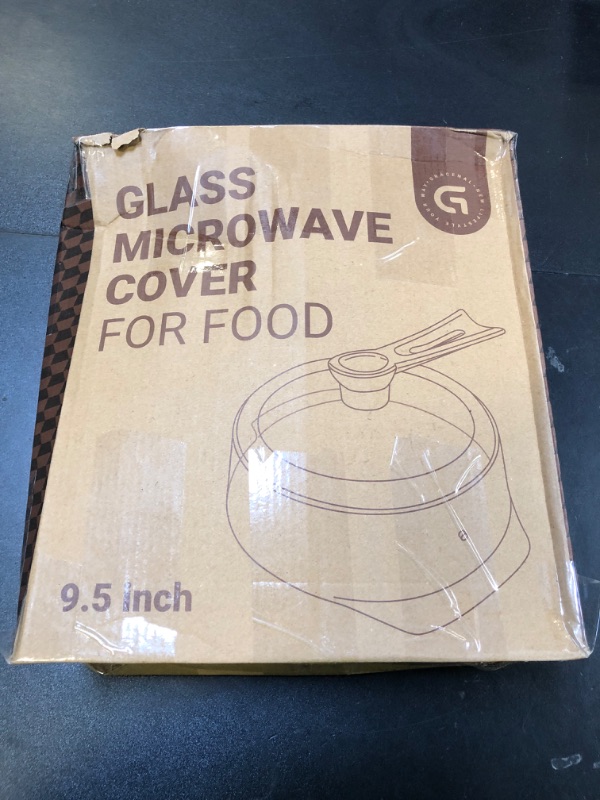 GLASS
MICROWAVE
COVER
FOR FOOD
9.5 Inch